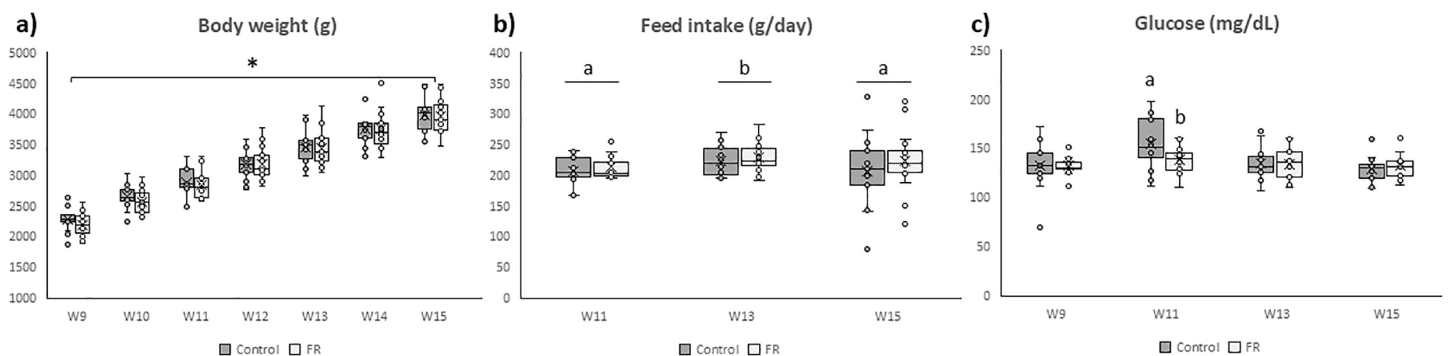 a) Body weight (g)
5000
4500
4000
3500
3000
2500
2000
1500
1000
*
W9 W10 W11 W12 W13 W14 W15
Control FR
b) Feed intake (g/day)
400
350
300
250
200
150
100
50
0
a b a
W11 W13 W15
Control FR
c) Glucose (mg/dL)
250
200
150
100
50
0
a
b
W9 W11 W13 W15
Control FR